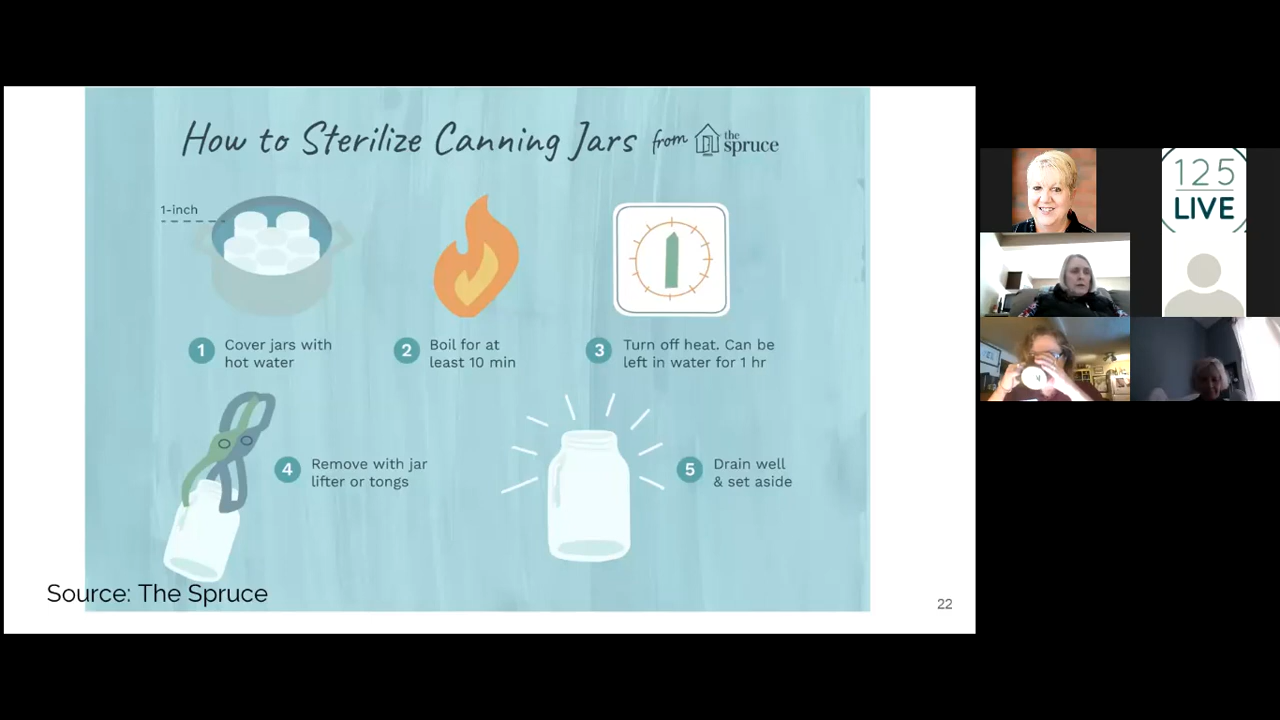 How to Sterilize Canning Jars from the spruce
1-inch
1 Cover jars with
hot water
2 Boil for at
least 10 min
3 Turn off heat. Can be
left in water for 1 hr
4 Remove with jar
lifter or tongs
5 Drain well
& set aside
Source: The Spruce
22
125
LIVE